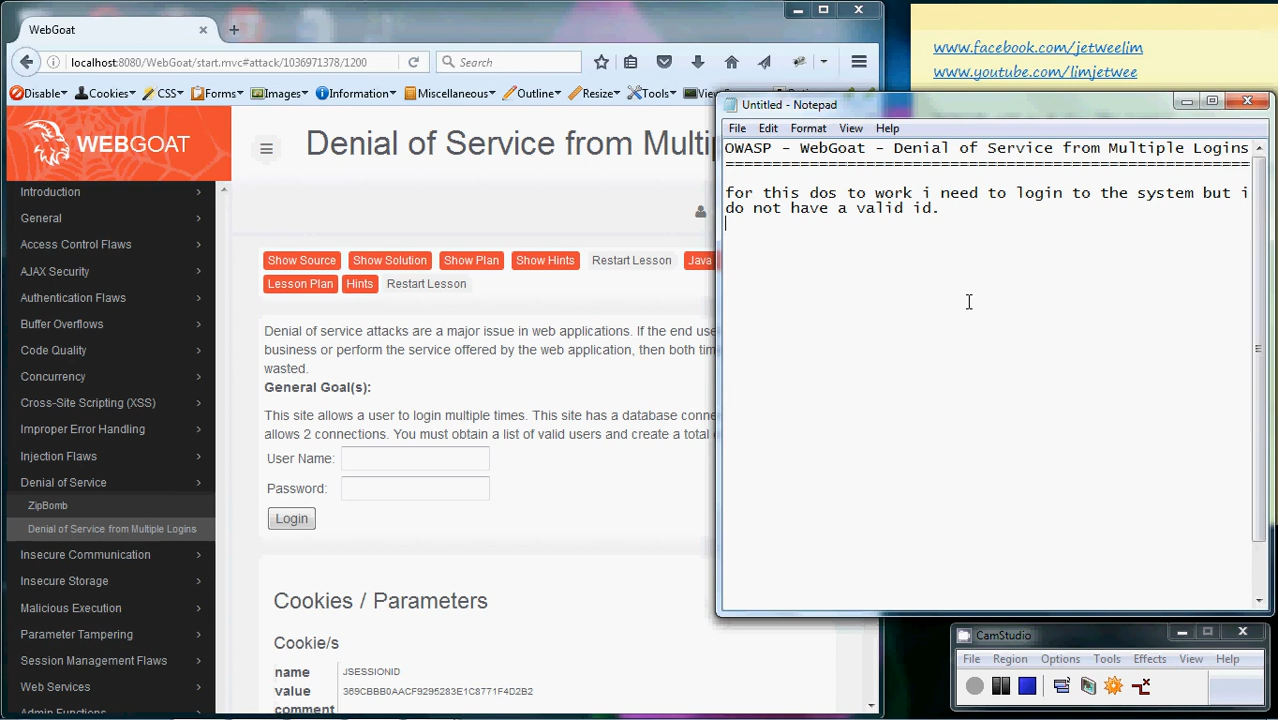 WebGoat
localhost:8080/WebGoat/start.mvc#attack/1036971378/1200
Search
Disable
Cookies
CSS
Forms
Images
Information
Miscellaneous
Outline
Resize
Tools
View
WEBGOAT
Denial of Service from Multip
Introduction
General
Access Control Flaws
AJAX Security
Authentication Flaws
Buffer Overflows
Code Quality
Concurrency
Cross-Site Scripting (XSS)
Improper Error Handling
Injection Flaws
Denial of Service
ZipBomb
Denial of Service from Multiple Logins
Insecure Communication
Insecure Storage
Malicious Execution
Parameter Tampering
Session Management Flaws
Web Services
Admin Functions
Show Source
Show Solution
Show Plan
Show Hints
Restart Lesson
Java
Lesson Plan
Hints
Restart Lesson
Denial of service attacks are a major issue in web applications. If the end use
business or perform the service offered by the web application, then both tim
wasted.
General Goal(s):
This site allows a user to login multiple times. This site has a database conne
allows 2 connections. You must obtain a list of valid users and create a total o
User Name:
Password:
Login
Cookies / Parameters
Cookie/s
name JSESSIONID
value 369CBBB0AACF9295283E1C8771F4D2B2
comment
www.facebook.com/jetweelim
www.youtube.com/limjetwee
Untitled - Notepad
File Edit Format View Help
OWASP - WebGoat - Denial of Service from Multiple Logins
========================================================
for this dos to work i need to login to the system but i
do not have a valid id.
CamStudio
File Region Options Tools Effects View Help